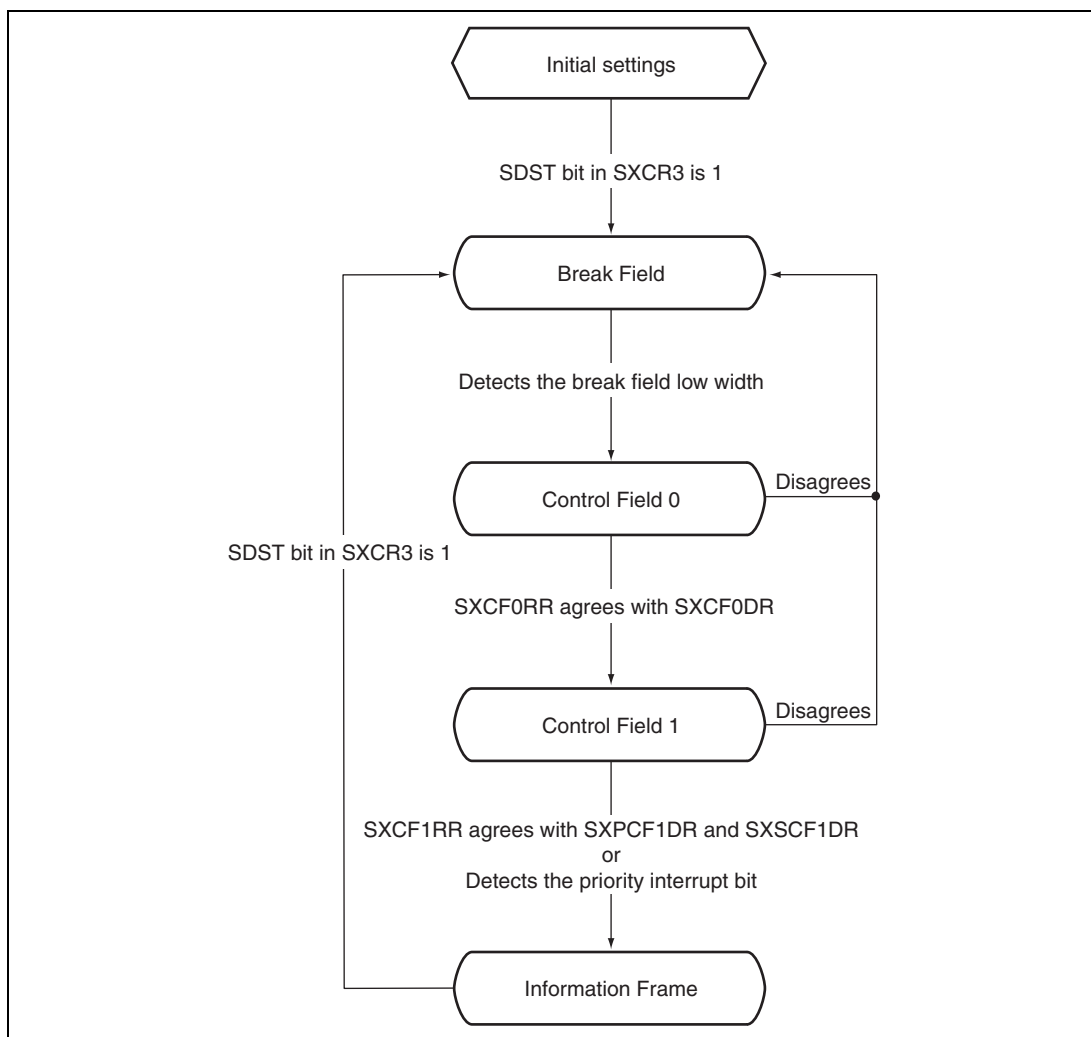 Initial settings
SDST bit in SXCR3 is 1
Break Field
Detects the break field low width
Control Field 0
Disagrees
SDST bit in SXCR3 is 1
SXCF0RR agrees with SXCF0DR
Control Field 1
Disagrees
SXCF1RR agrees with SXPCF1DR and SXSCF1DR
or
Detects the priority interrupt bit
Information Frame